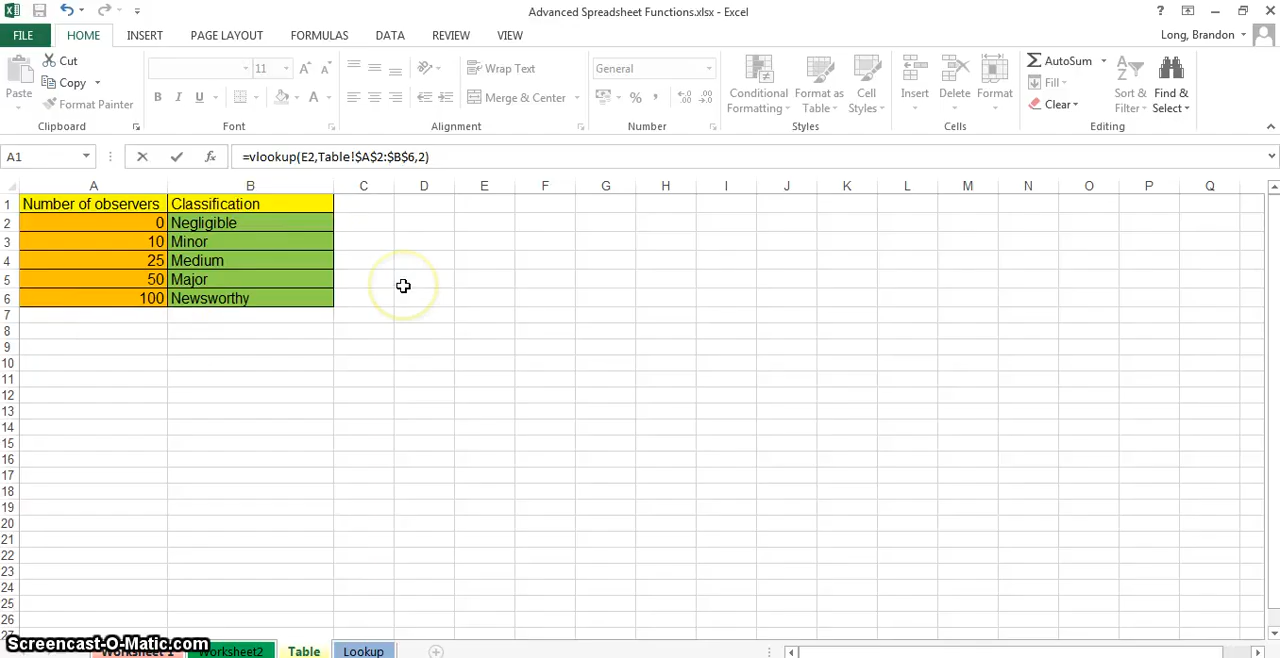 Advanced Spreadsheet Functions.xlsx - Excel
?
FILE HOME INSERT PAGE LAYOUT FORMULAS DATA REVIEW VIEW Long, Brandon
Paste
Cut
Copy
Format Painter
Clipboard
11
B I U
Font
Wrap Text
Merge & Center
Alignment
General
%
Number
Conditional Formatting
Format as Table
Cell Styles
Styles
Insert Delete Format
Cells
AutoSum
Fill
Clear
Sort & Filter
Find & Select
Editing
A1 fx =vlookup(E2,Table!$A$2:$B$6,2)
A B C D E F G H I J K L M N O P Q
1 Number of observers Classification
2 0 Negligible
3 10 Minor
4 25 Medium
5 50 Major
6 100 Newsworthy
7
8
9
10
11
12
13
14
15
16
17
18
19
20
21
22
23
24
25
26
27
Screencast-O-Matic.com
Worksheet 1 Worksheet2 Table Lookup